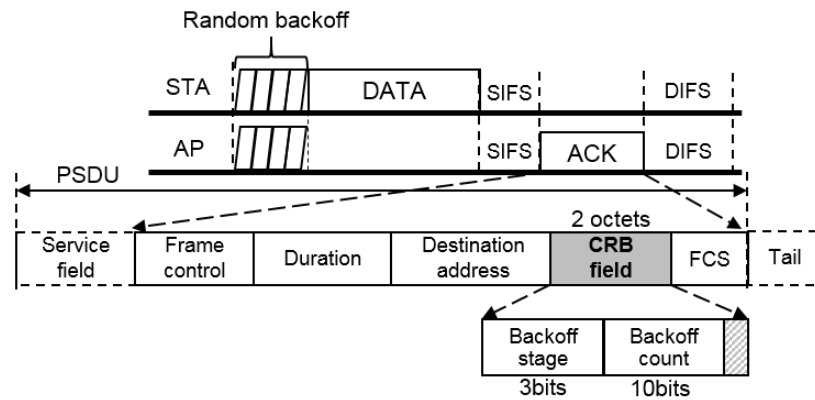 Random backoff
STA
DATA
SIFS
DIFS
AP
SIFS
ACK
DIFS
PSDU
2 octets
Service
field
Frame
control
Duration
Destination
address
CRB
field
FCS
Tail
Backoff
stage
Backoff
count
3bits
10bits